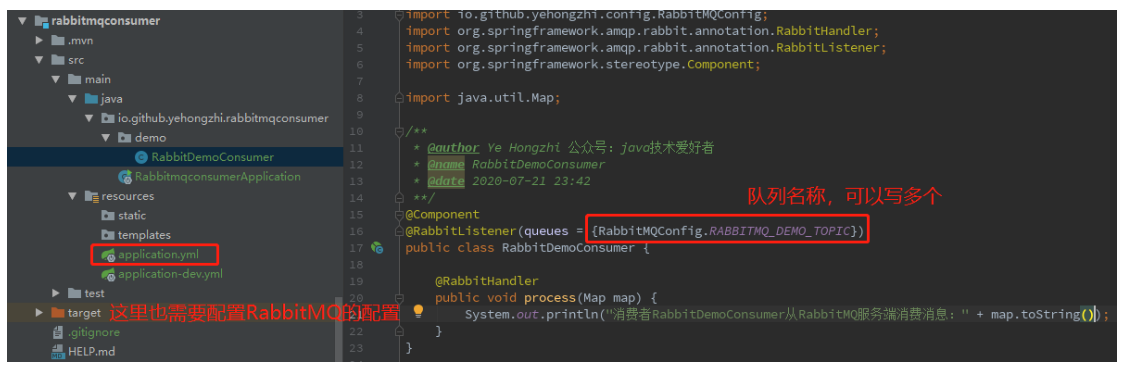 rabbitmqconsumer
.mvn
src
main
java
io.github.yehongzhi.rabbitmqconsumer
demo
RabbitDemoConsumer
RabbitmqconsumerApplication
resources
static
templates
application.yml
application-dev.yml
test
target 这里也需要配置RabbitMQ的配置
.gitignore
HELP.md
3 import io.github.yehongzhi.config.RabbitMQConfig;
4 import org.springframework.amqp.rabbit.annotation.RabbitHandler;
5 import org.springframework.amqp.rabbit.annotation.RabbitListener;
6 import org.springframework.stereotype.Component;
7
8 import java.util.Map;
9
10 /**
11 * @author Ye Hongzhi 公众号：java技术爱好者
12 * @name RabbitDemoConsumer
13 * @date 2020-07-21 23:42
14 **/
队列名称，可以写多个
15 @Component
16 @RabbitListener(queues = {RabbitMQConfig.RABBITMQ_DEMO_TOPIC})
17 public class RabbitDemoConsumer {
18
19 @RabbitHandler
20 public void process(Map map) {
21 System.out.println("消费者RabbitDemoConsumer从RabbitMQ服务端消费消息：" + map.toString());
22 }
23 }